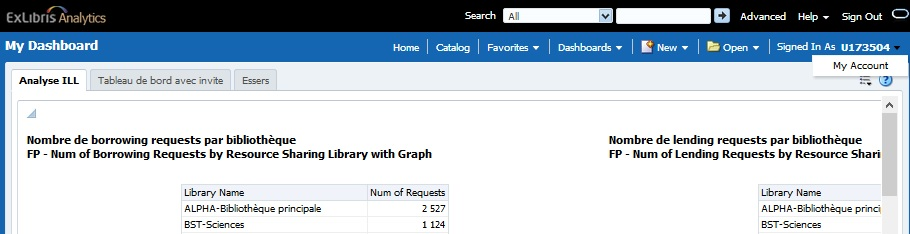 ExLibris Analytics
Search All Advanced Help Sign Out
My Dashboard
Home Catalog Favorites Dashboards New Open Signed In As U173504
My Account
Analyse ILL Tableau de bord avec invite Essers
Nombre de borrowing requests par bibliothèque
FP - Num of Borrowing Requests by Resource Sharing Library with Graph
Library Name Num of Requests
ALPHA-Bibliothèque principale 2 527
BST-Sciences 1 124
Nombre de lending requests par bibliothèque
FP - Num of Lending Requests by Resource
Library Name
ALPHA-Bibliothèque
BST-Sciences